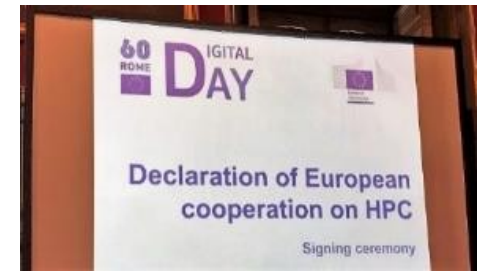 60
ROME
DIGITAL
DAY
Declaration of European
cooperation on HPC
Signing ceremony